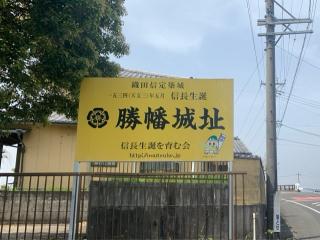 織田信定築城
一五三四(天文三)年五月 信長生誕
勝幡城址
信長生誕を育む会